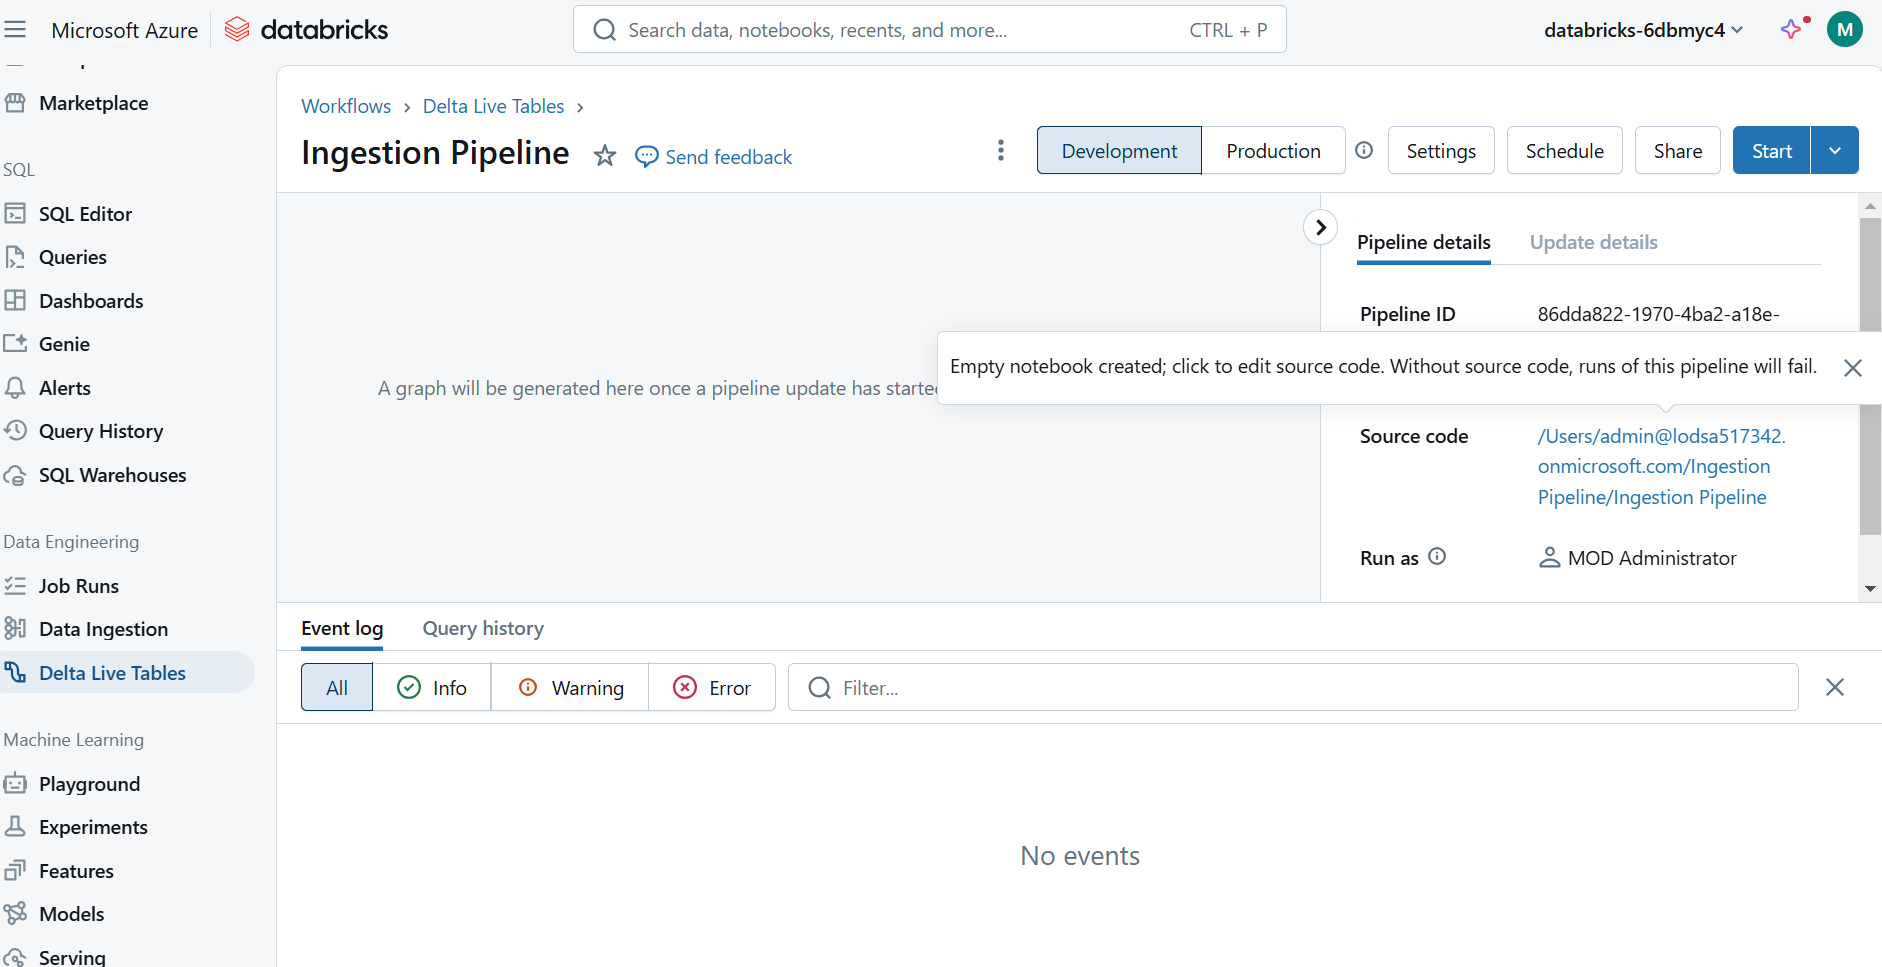 Microsoft Azure
databricks
Search data, notebooks, recents, and more...
CTRL + P
databricks-6dbmyc4
M
Marketplace
SQL
SQL Editor
Queries
Dashboards
Genie
Alerts
Query History
SQL Warehouses
Data Engineering
Job Runs
Data Ingestion
Delta Live Tables
Machine Learning
Playground
Experiments
Features
Models
Serving
Workflows › Delta Live Tables ›
Ingestion Pipeline
Send feedback
Development
Production
Settings
Schedule
Share
Start
A graph will be generated here once a pipeline update has
Pipeline details
Update details
Pipeline ID
86dda822-1970-4ba2-a18e-
Empty notebook created; click to edit source code. Without source code, runs of this pipeline will fail.
Source code
/Users/admin@lodsa517342.
onmicrosoft.com/Ingestion
Pipeline/Ingestion Pipeline
Run as
MOD Administrator
Event log
Query history
All
Info
Warning
Error
Filter...
No events